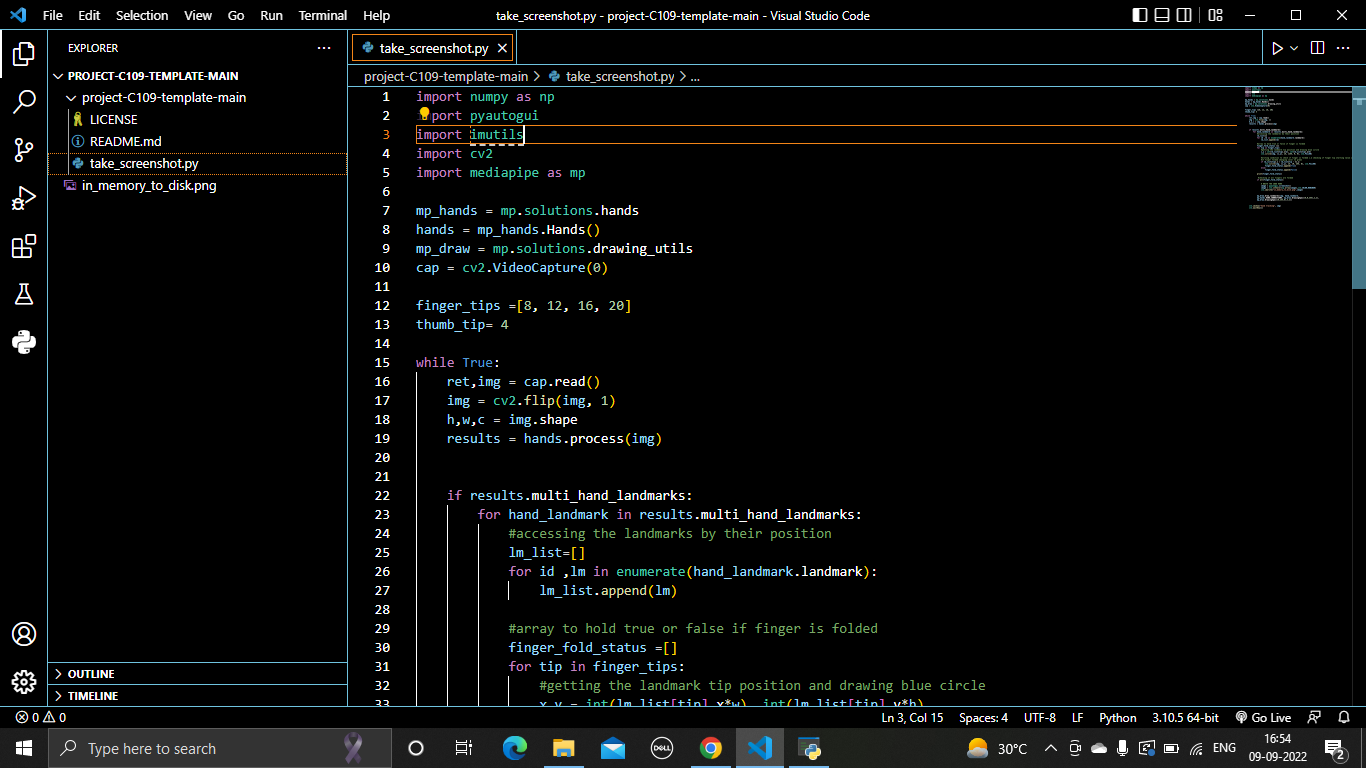 File Edit Selection View Go Run Terminal Help
take_screenshot.py - project-C109-template-main - Visual Studio Code
EXPLORER
PROJECT-C109-TEMPLATE-MAIN
project-C109-template-main
LICENSE
README.md
take_screenshot.py
in_memory_to_disk.png
OUTLINE
TIMELINE
take_screenshot.py
project-C109-template-main > take_screenshot.py > ...
1 import numpy as np
2 port pyautogui
3 import imutils
4 import cv2
5 import mediapipe as mp
6
7 mp_hands = mp.solutions.hands
8 hands = mp_hands.Hands()
9 mp_draw = mp.solutions.drawing_utils
10 cap = cv2.VideoCapture(0)
11
12 finger_tips =[8, 12, 16, 20]
13 thumb_tip= 4
14
15 while True:
16 ret,img = cap.read()
17 img = cv2.flip(img, 1)
18 h,w,c = img.shape
19 results = hands.process(img)
20
21
22 if results.multi_hand_landmarks:
23 for hand_landmark in results.multi_hand_landmarks:
24 #accessing the landmarks by their position
25 lm_list=[]
26 for id ,lm in enumerate(hand_landmark.landmark):
27 lm_list.append(lm)
28
29 #array to hold true or false if finger is folded
30 finger_fold_status =[]
31 for tip in finger_tips:
32 #getting the landmark tip position and drawing blue circle
33 x,y = int(lm_list[tip].x*w), int(lm_list[tip].y*h)
0 0
Ln 3, Col 15 Spaces: 4 UTF-8 LF Python 3.10.5 64-bit Go Live
Type here to search
DELL
30°C
ENG
16:54
09-09-2022
2